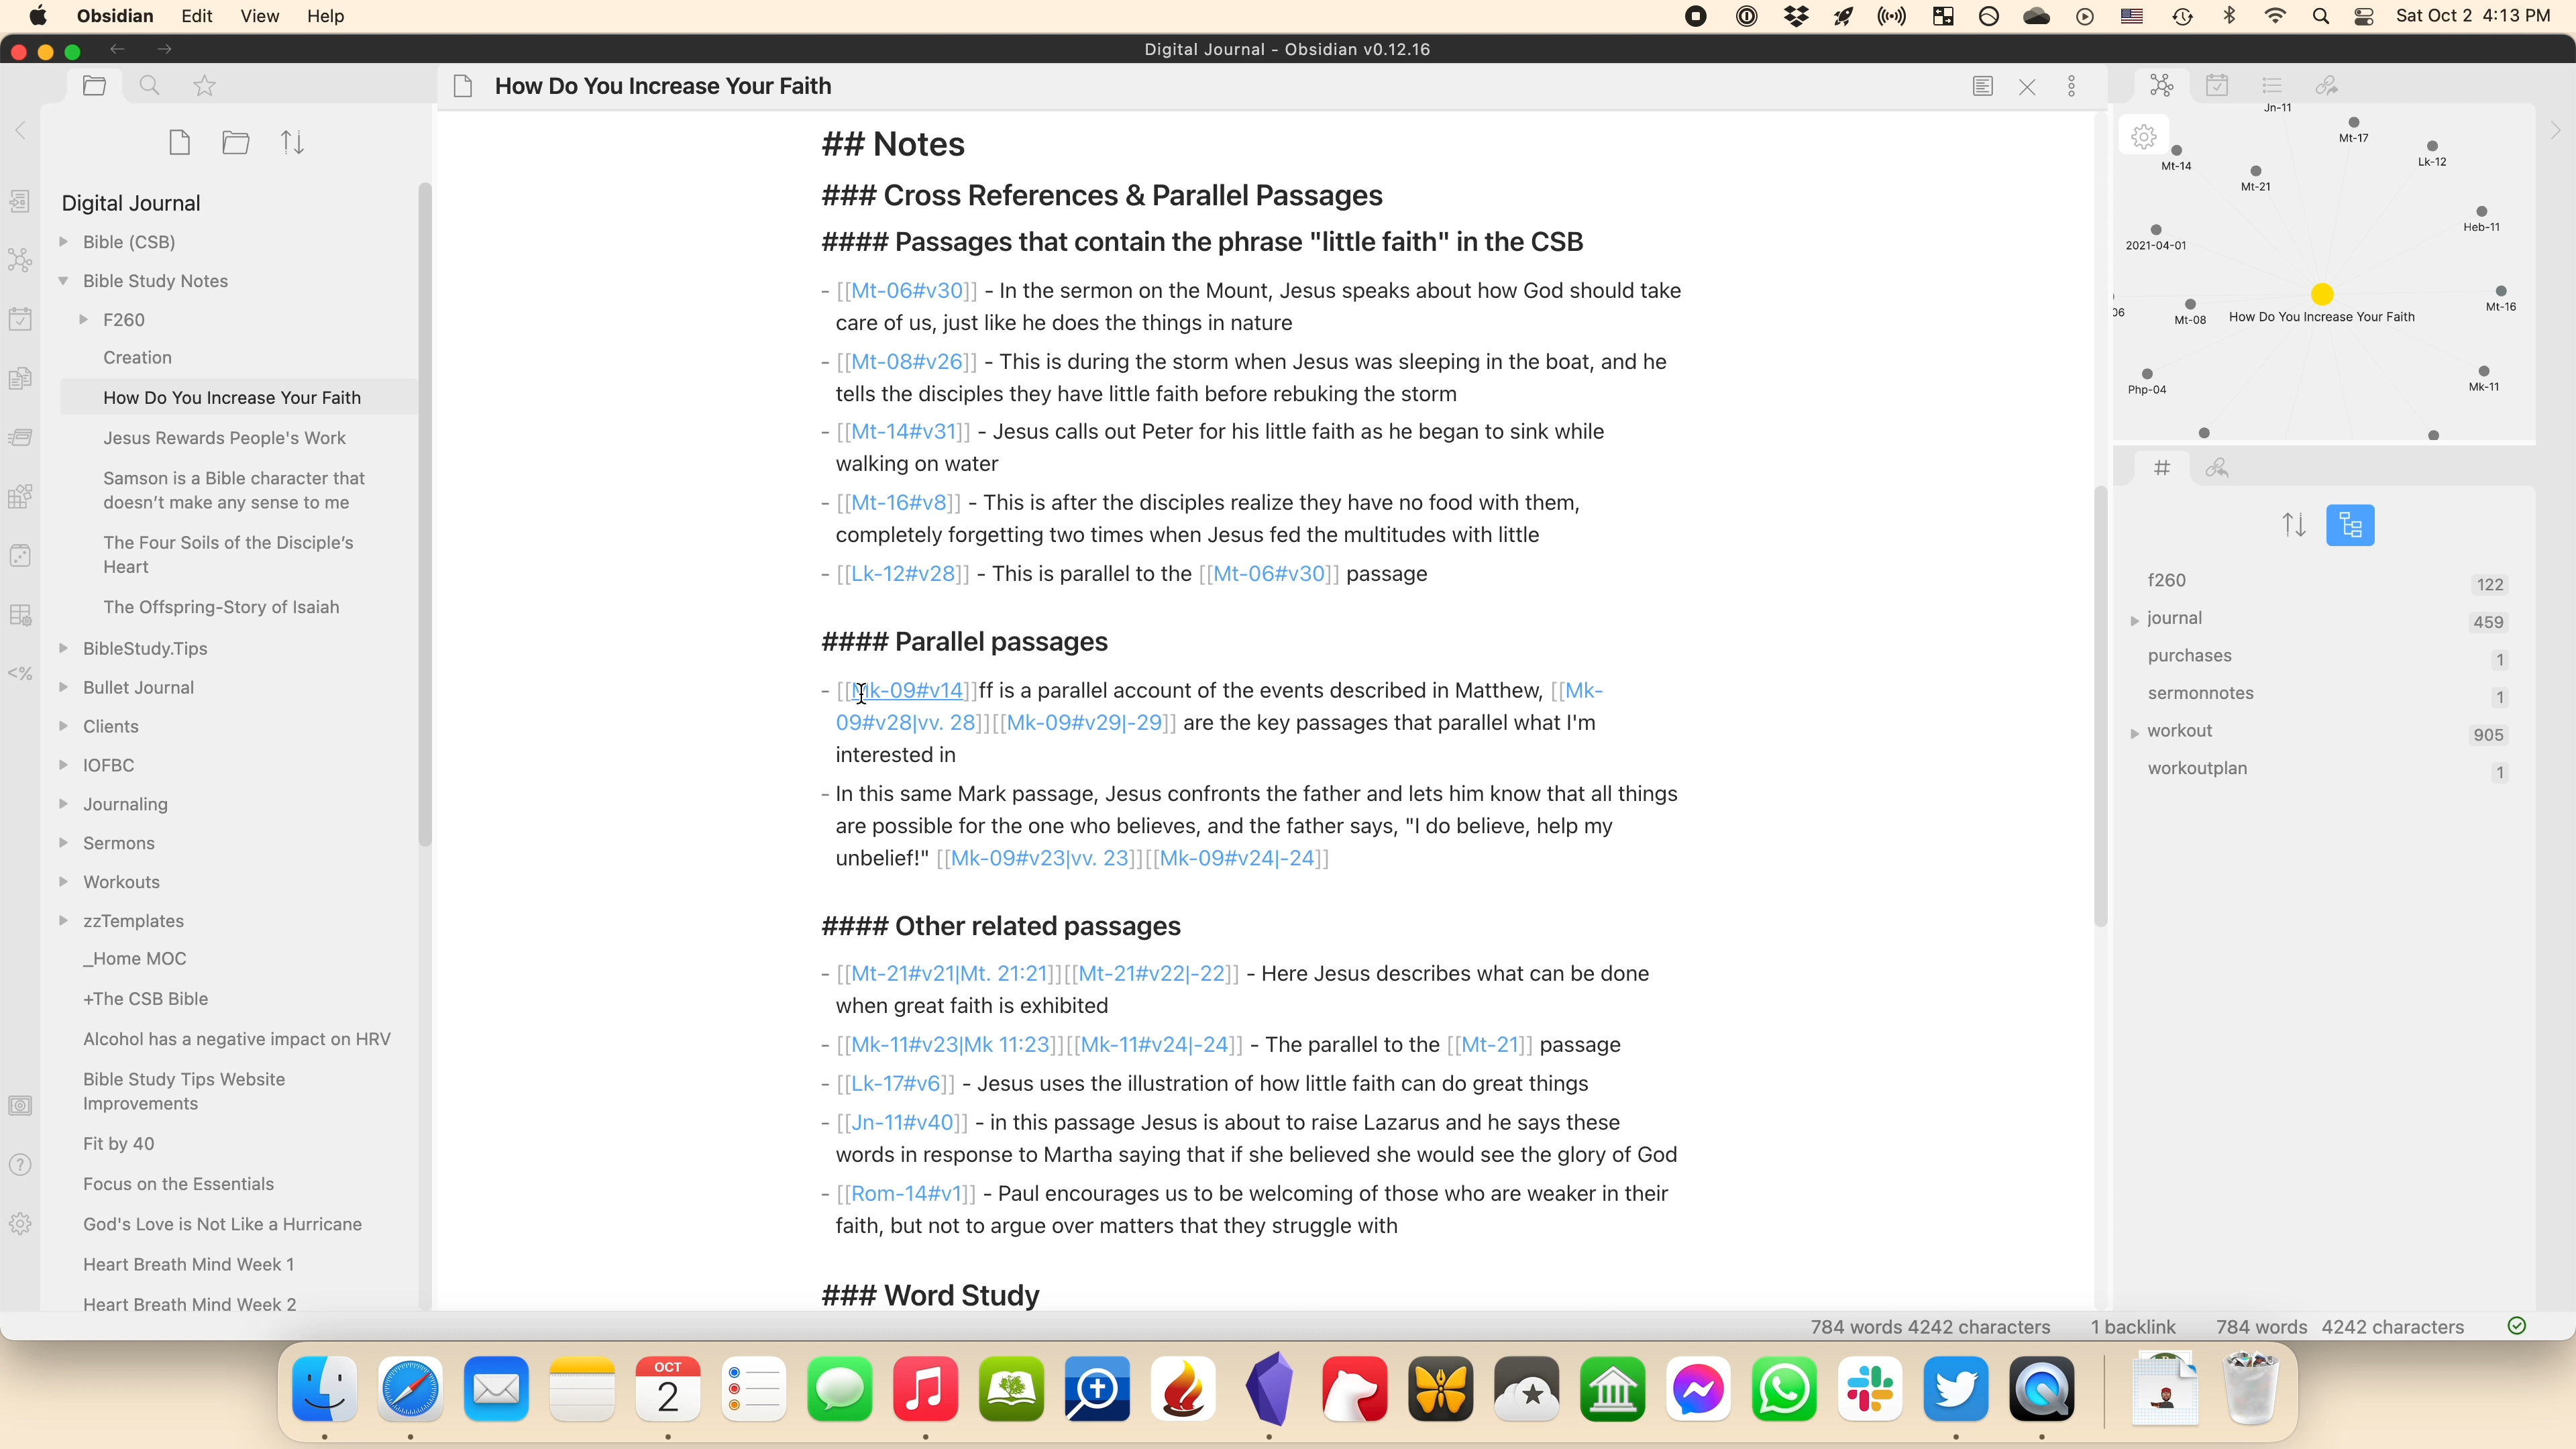 Obsidian Edit View Help
Sat Oct 2 4:13 PM
Digital Journal - Obsidian v0.12.16
How Do You Increase Your Faith
Digital Journal
Bible (CSB)
Bible Study Notes
F260
Creation
How Do You Increase Your Faith
Jesus Rewards People's Work
Samson is a Bible character that
doesn't make any sense to me
The Four Soils of the Disciple's
Heart
The Offspring-Story of Isaiah
BibleStudy.Tips
Bullet Journal
Clients
IOFBC
Journaling
Sermons
Workouts
zzTemplates
_Home MOC
+The CSB Bible
Alcohol has a negative impact on HRV
Bible Study Tips Website
Improvements
Fit by 40
Focus on the Essentials
God's Love is Not Like a Hurricane
Heart Breath Mind Week 1
Heart Breath Mind Week 2
<%
## Notes
### Cross References & Parallel Passages
#### Passages that contain the phrase "little faith" in the CSB
- [[Mt-06#v30]] - In the sermon on the Mount, Jesus speaks about how God should take
care of us, just like he does the things in nature
- [[Mt-08#v26]] - This is during the storm when Jesus was sleeping in the boat, and he
tells the disciples they have little faith before rebuking the storm
- [[Mt-14#v31]] - Jesus calls out Peter for his little faith as he began to sink while
walking on water
- [[Mt-16#v8]] - This is after the disciples realize they have no food with them,
completely forgetting two times when Jesus fed the multitudes with little
- [[Lk-12#v28]] - This is parallel to the [[Mt-06#v30]] passage
#### Parallel passages
- [[Mk-09#v14]]ff is a parallel account of the events described in Matthew, [[Mk-
09#v28|vv. 28]][[Mk-09#v29|-29]] are the key passages that parallel what I'm
interested in
- In this same Mark passage, Jesus confronts the father and lets him know that all things
are possible for the one who believes, and the father says, "I do believe, help my
unbelief!" [[Mk-09#v23|vv. 23]][[Mk-09#v24|-24]]
#### Other related passages
- [[Mt-21#v21|Mt. 21:21]][[Mt-21#v22|-22]] - Here Jesus describes what can be done
when great faith is exhibited
- [[Mk-11#v23|Mk 11:23]][[Mk-11#v24|-24]] - The parallel to the [[Mt-21]] passage
- [[Lk-17#v6]] - Jesus uses the illustration of how little faith can do great things
- [[Jn-11#v40]] - in this passage Jesus is about to raise Lazarus and he says these
words in response to Martha saying that if she believed she would see the glory of God
- [[Rom-14#v1]] - Paul encourages us to be welcoming of those who are weaker in their
faith, but not to argue over matters that they struggle with
### Word Study
Jn-11
Mt-17
Mt-14
Lk-12
Mt-21
Heb-11
2021-04-01
06
Mt-08
How Do You Increase Your Faith
Mt-16
Php-04
Mk-11
#
f260 122
journal 459
purchases 1
sermonnotes 1
workout 905
workoutplan 1
784 words 4242 characters 1 backlink 784 words 4242 characters
OCT
2